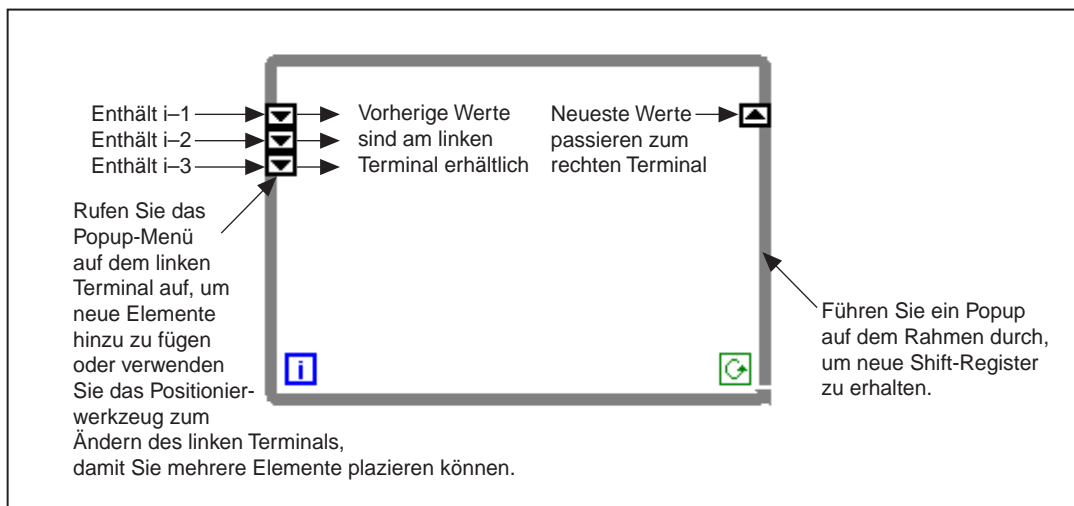 Enthält i–1
Enthält i–2
Enthält i–3
Vorherige Werte
sind am linken
Terminal erhältlich
Neueste Werte
passieren zum
rechten Terminal
Rufen Sie das
Popup-Menü
auf dem linken
Terminal auf, um
neue Elemente
hinzu zu fügen
oder verwenden
Sie das Positionier-
werkzeug zum
Ändern des linken Terminals,
damit Sie mehrere Elemente plazieren können.
i
Führen Sie ein Popup
auf dem Rahmen durch,
um neue Shift-Register
zu erhalten.